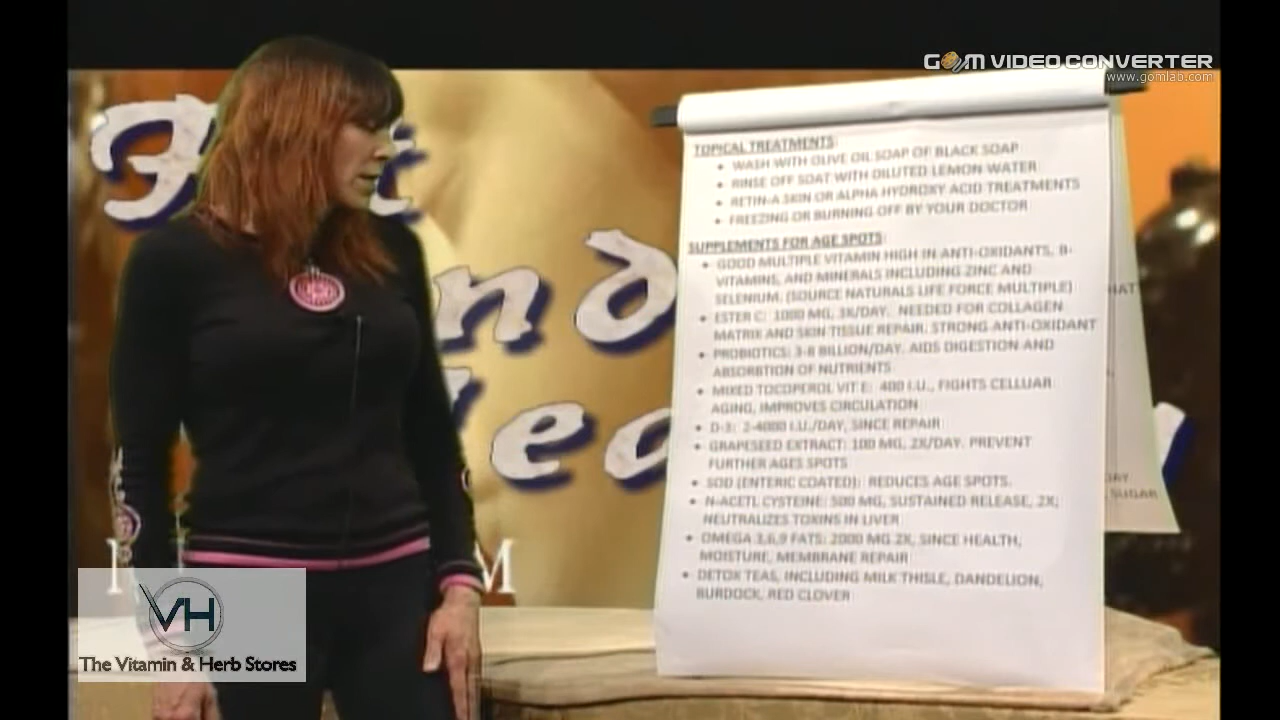 GOM VIDEO CONVERTER
www.gomlab.com
TOPICAL TREATMENTS:
• WASH WITH OLIVE OIL SOAP OF BLACK SOAP
• RINSE OFF SOAT WITH DILUTED LEMON WATER
• RETIN-A SKIN OR ALPHA HYDROXY ACID TREATMENTS
• FREEZING OR BURNING OFF BY YOUR DOCTOR
SUPPLEMENTS FOR AGE SPOTS:
• GOOD MULTIPLE VITAMIN HIGH IN ANTI-OXIDANTS, B-
VITAMINS, AND MINERALS INCLUDING ZINC AND
SELENIUM. (SOURCE NATURALS LIFE FORCE MULTIPLE)
• ESTER C: 1000 MG, 3X/DAY. NEEDED FOR COLLAGEN
MATRIX AND SKIN TISSUE REPAIR. STRONG ANTI-OXIDANT
• PROBIOTICS: 3-8 BILLION/DAY. AIDS DIGESTION AND
ABSORBTION OF NUTRIENTS
• MIXED TOCOPEROL VIT E: 400 I.U., FIGHTS CELLUAR
AGING, IMPROVES CIRCULATION
• D-3: 2-4000 I.U./DAY, SINCE REPAIR
• GRAPESEED EXTRACT: 100 MG, 2X/DAY. PREVENT
FURTHER AGES SPOTS
• SOD (ENTERIC COATED): REDUCES AGE SPOTS.
• N-ACETL CYSTEINE: 500 MG, SUSTAINED RELEASE, 2X;
NEUTRALIZES TOXINS IN LIVER
• OMEGA 3,6,9 FATS: 2000 MG 2X, SINCE HEALTH,
MOISTURE, MEMBRANE REPAIR
• DETOX TEAS, INCLUDING MILK THISLE, DANDELION,
BURDOCK, RED CLOVER
SUGAR
VH
The Vitamin & Herb Stores